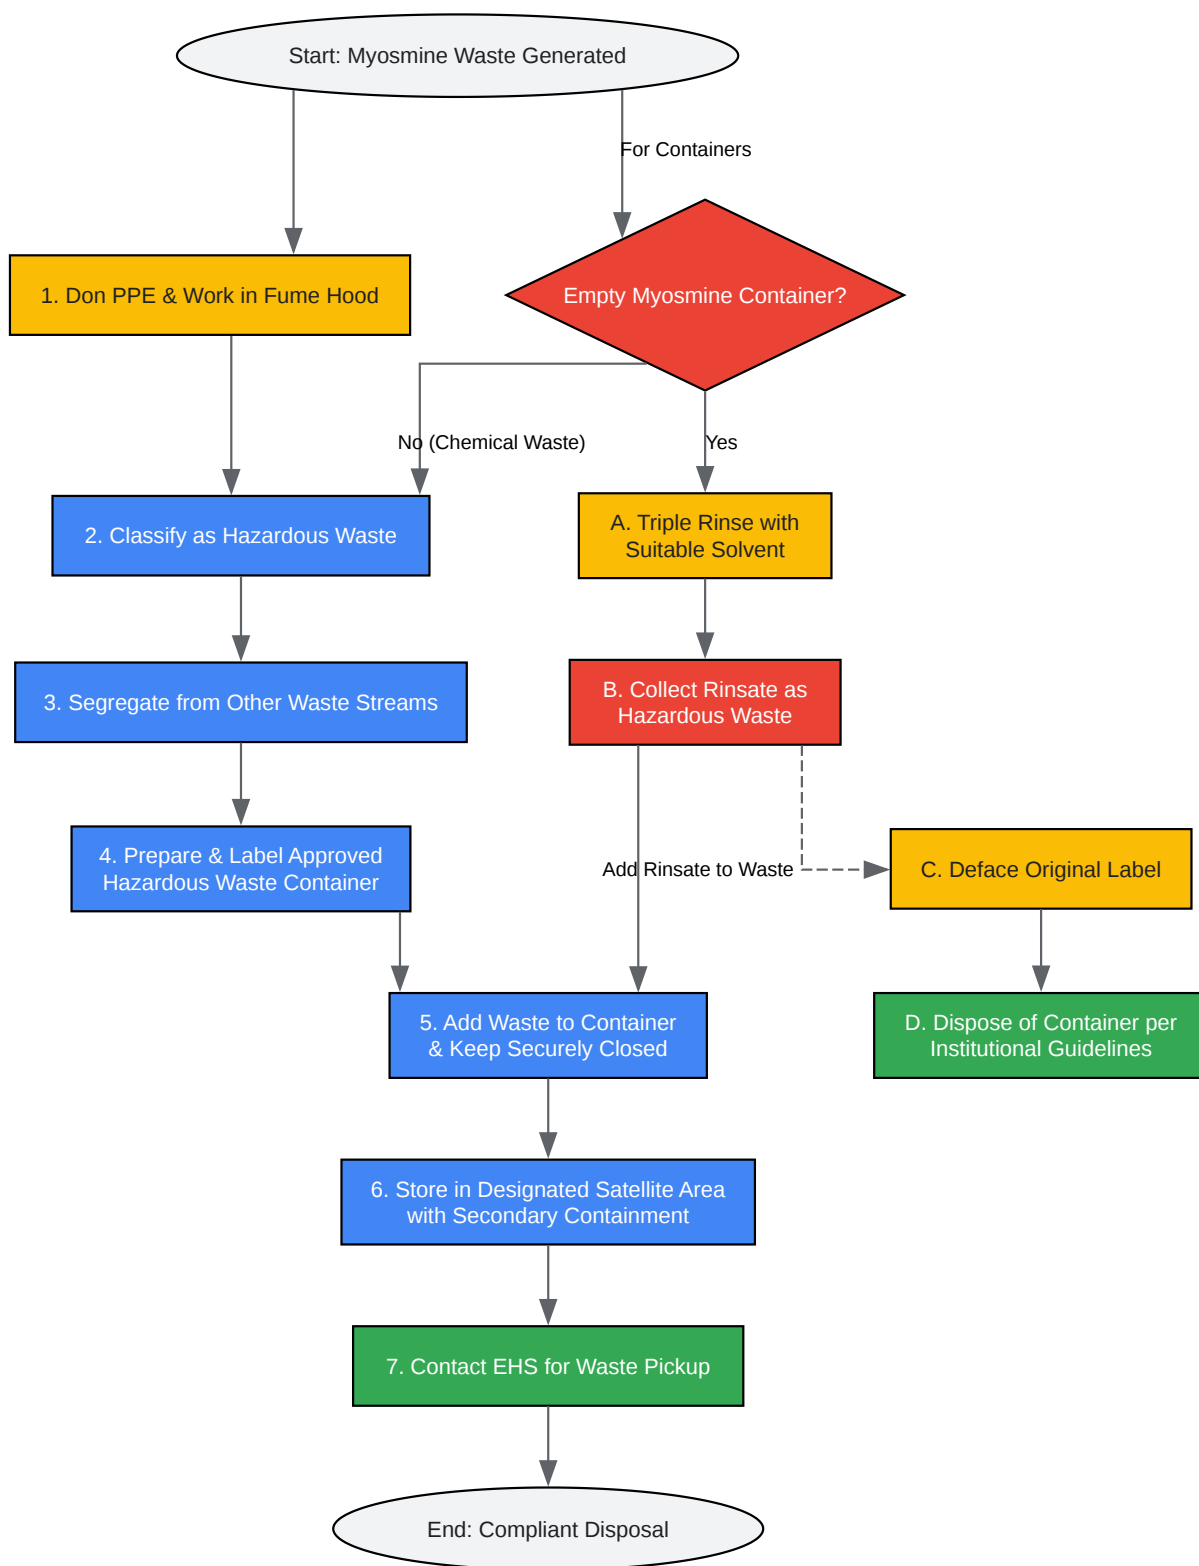 Start: Myosmine Waste Generated
For Containers
1. Don PPE & Work in Fume Hood
Empty Myosmine Container?
No (Chemical Waste)
Yes
2. Classify as Hazardous Waste
A. Triple Rinse with
Suitable Solvent
3. Segregate from Other Waste Streams
B. Collect Rinsate as
Hazardous Waste
4. Prepare & Label Approved
Hazardous Waste Container
Add Rinsate to Waste
C. Deface Original Label
5. Add Waste to Container
& Keep Securely Closed
D. Dispose of Container per
Institutional Guidelines
6. Store in Designated Satellite Area
with Secondary Containment
7. Contact EHS for Waste Pickup
End: Compliant Disposal